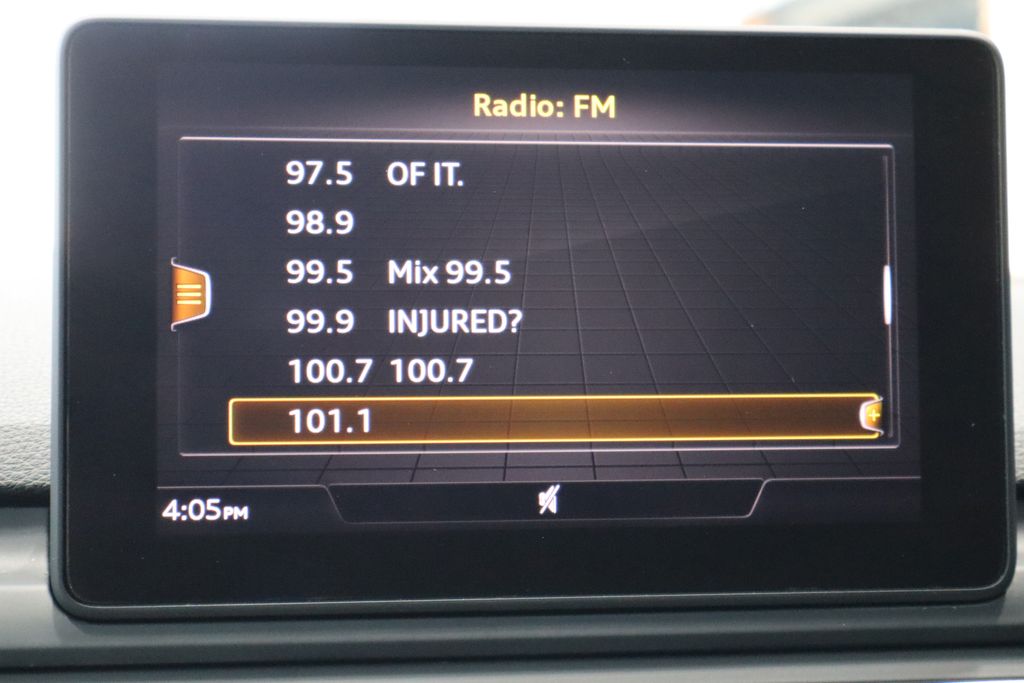 Radio: FM
97.5 OF IT.
98.9
99.5 Mix 99.5
99.9 INJURED?
100.7 100.7
101.1
4:05PM